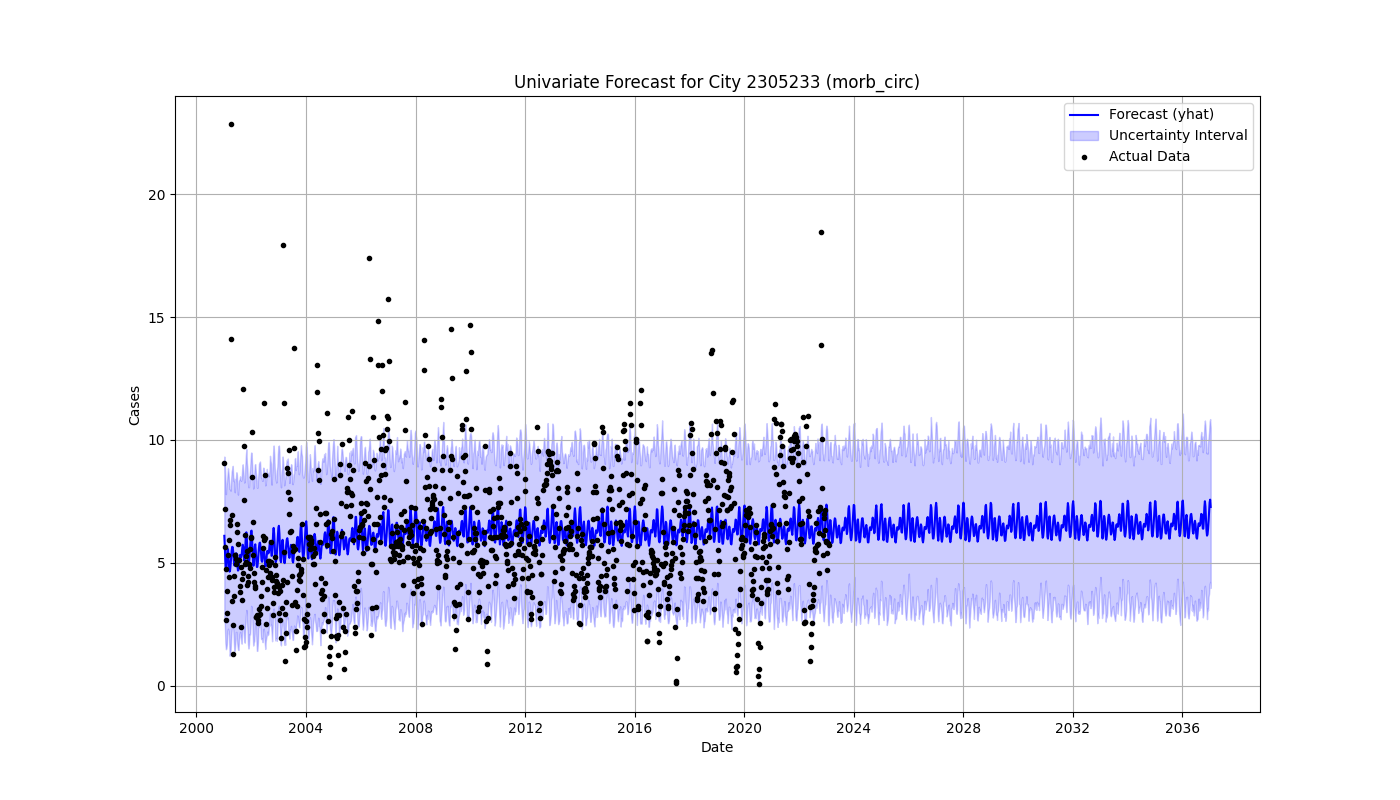 Univariate Forecast for City 2305233 (morb_circ)
Forecast (yhat)
Uncertainty Interval
Actual Data
Cases
20
15
10
5
0
2000 2004 2008 2012 2016 2020 2024 2028 2032 2036
Date